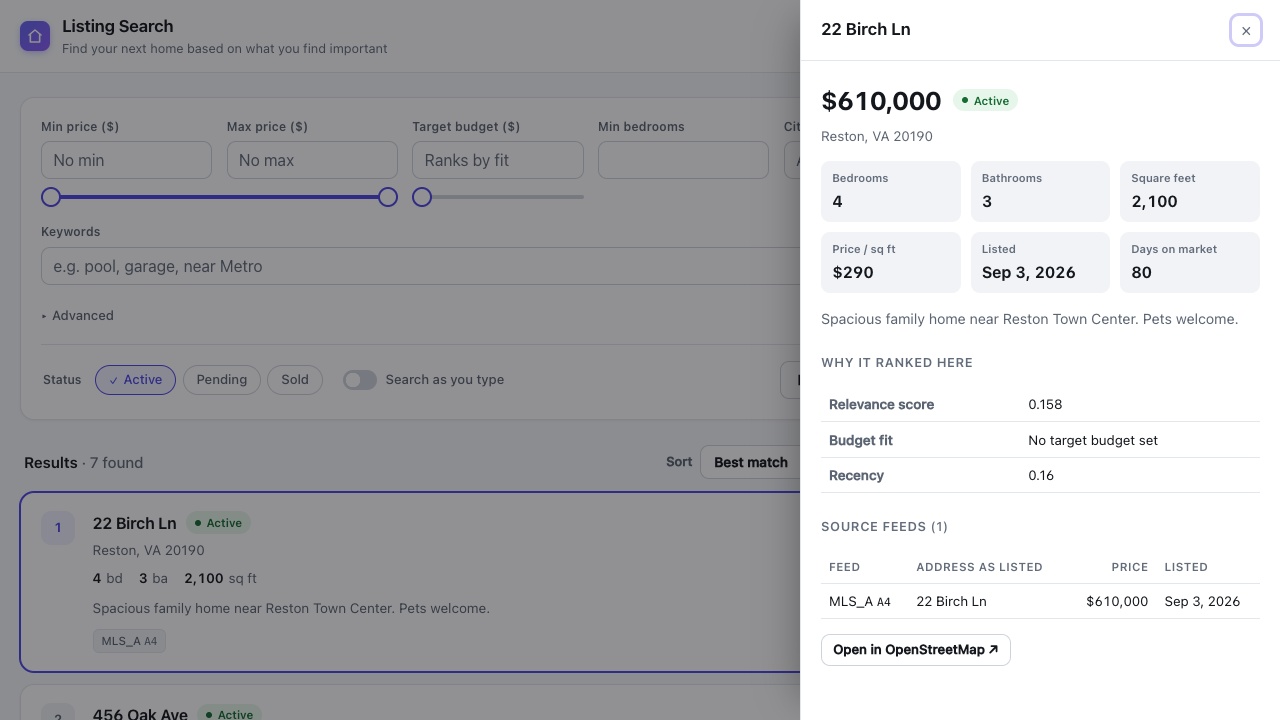 Listing Search
Find your next home based on what you find important
Min price ($)
Max price ($)
Target budget ($)
Min bedrooms
No min
No max
Ranks by fit
Keywords
e.g. pool, garage, near Metro
▸ Advanced
Status
✓ Active
Pending
Sold
Search as you type
Results · 7 found
Sort
Best match
1
22 Birch Ln
Active
Reston, VA 20190
4 bd 3 ba 2,100 sq ft
Spacious family home near Reston Town Center. Pets welcome.
MLS_A A4
2
456 Oak Ave
Active
22 Birch Ln
×
$610,000
Active
Reston, VA 20190
Bedrooms
4
Bathrooms
3
Square feet
2,100
Price / sq ft
$290
Listed
Sep 3, 2026
Days on market
80
Spacious family home near Reston Town Center. Pets welcome.
WHY IT RANKED HERE
Relevance score 0.158
Budget fit No target budget set
Recency 0.16
SOURCE FEEDS (1)
FEED ADDRESS AS LISTED PRICE LISTED
MLS_A A4 22 Birch Ln $610,000 Sep 3, 2026
Open in OpenStreetMap ↗